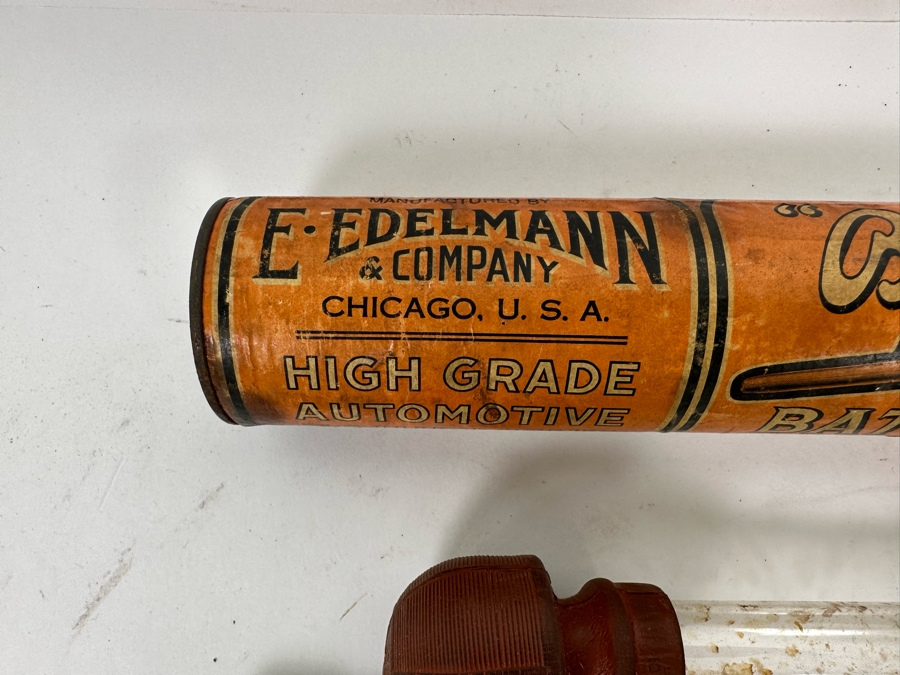 MANUFACTURED BY
E. EDELMANN
& COMPANY
CHICAGO, U. S. A.
HIGH GRADE
AUTOMOTIVE